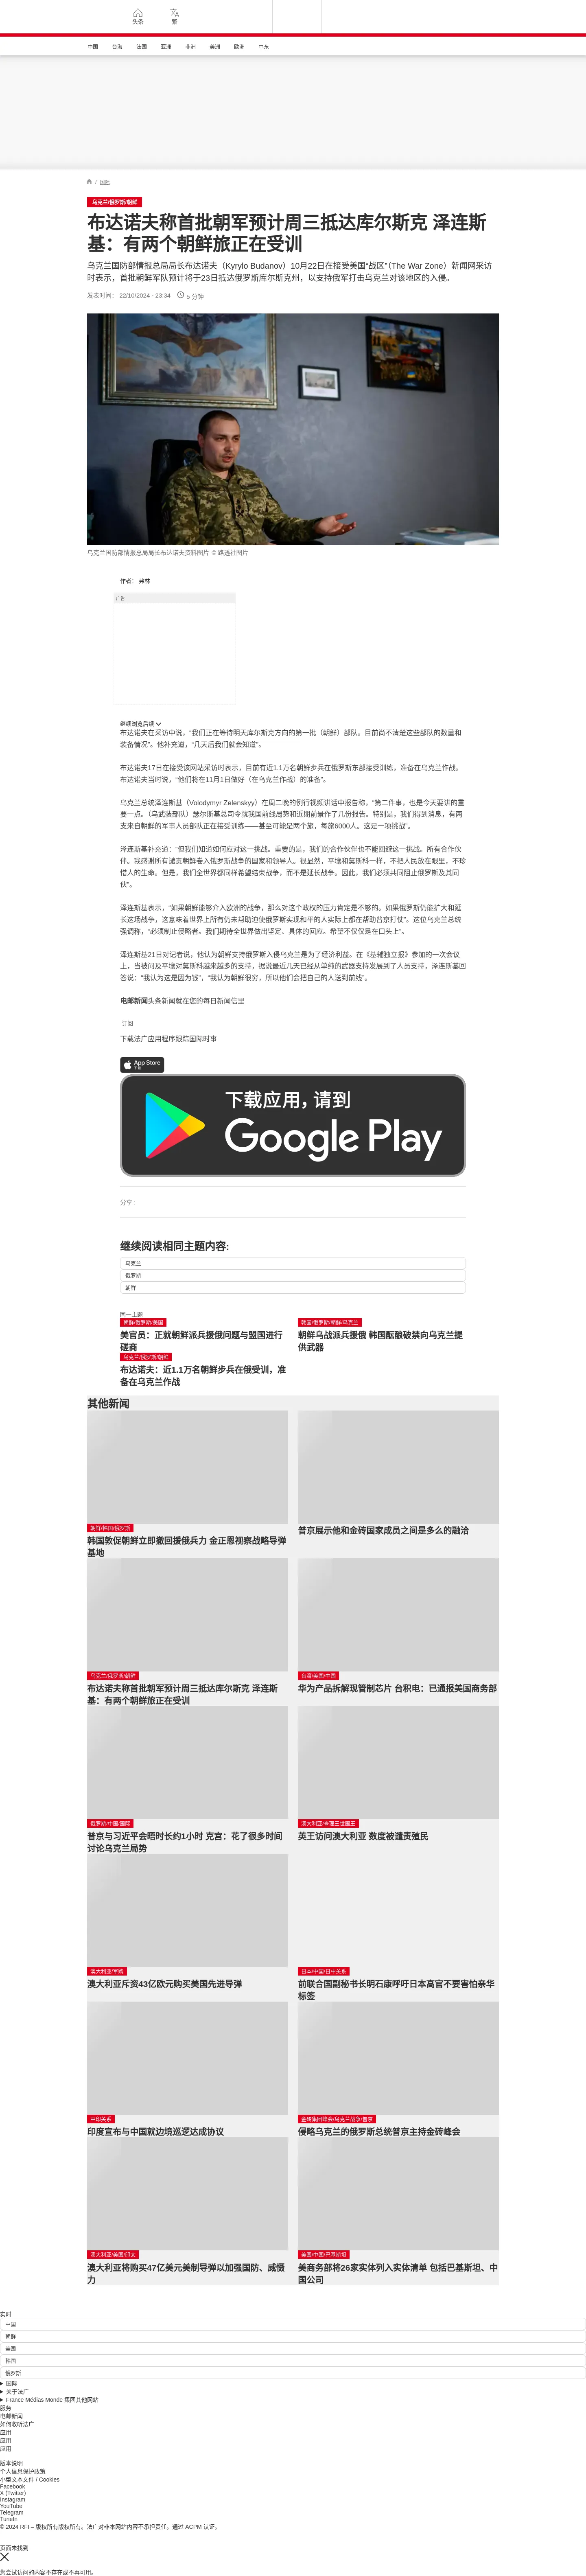 头条
繁
中国
台海
法国
亚洲
非洲
美洲
欧洲
中东
/ 国际
乌克兰/俄罗斯/朝鲜
布达诺夫称首批朝军预计周三抵达库尔斯克 泽连斯
基：有两个朝鲜旅正在受训
乌克兰国防部情报总局局长布达诺夫（Kyrylo Budanov）10月22日在接受美国“战区”（The War Zone）新闻网采访
时表示，首批朝鲜军队预计将于23日抵达俄罗斯库尔斯克州，以支持俄军打击乌克兰对该地区的入侵。
发表时间： 22/10/2024 - 23:34
5 分钟
乌克兰国防部情报总局局长布达诺夫资料图片 © 路透社图片
作者： 弗林
广告
继续浏览后续
布达诺夫在采访中说，“我们正在等待明天库尔斯克方向的第一批（朝鲜）部队。目前尚不清楚这些部队的数量和
装备情况”。他补充道，“几天后我们就会知道”。
布达诺夫17日在接受该网站采访时表示，目前有近1.1万名朝鲜步兵在俄罗斯东部接受训练，准备在乌克兰作战。
布达诺夫当时说，“他们将在11月1日做好（在乌克兰作战）的准备”。
乌克兰总统泽连斯基（Volodymyr Zelenskyy）在周二晚的例行视频讲话中报告称，“第二件事，也是今天要讲的重
要一点。（乌武装部队）瑟尔斯基总司令就我国前线局势和近期前景作了几份报告。特别是，我们得到消息，有两
支来自朝鲜的军事人员部队正在接受训练——甚至可能是两个旅，每旅6000人。这是一项挑战”。
泽连斯基补充道：“但我们知道如何应对这一挑战。重要的是，我们的合作伙伴也不能回避这一挑战。所有合作伙
伴。我感谢所有谴责朝鲜卷入俄罗斯战争的国家和领导人。很显然，平壤和莫斯科一样，不把人民放在眼里，不珍
惜人的生命。但是，我们全世界都同样希望结束战争，而不是延长战争。因此，我们必须共同阻止俄罗斯及其同
伙”。
泽连斯基表示，“如果朝鲜能够介入欧洲的战争，那么对这个政权的压力肯定是不够的。如果俄罗斯仍能扩大和延
长这场战争，这意味着世界上所有仍未帮助迫使俄罗斯实现和平的人实际上都在帮助普京打仗”。这位乌克兰总统
强调称，“必须制止侵略者。我们期待全世界做出坚定、具体的回应。希望不仅仅是在口头上”。
泽连斯基21日对记者说，他认为朝鲜支持俄罗斯入侵乌克兰是为了经济利益。在《基辅独立报》参加的一次会议
上，当被问及平壤对莫斯科越来越多的支持，据说最近几天已经从单纯的武器支持发展到了人员支持，泽连斯基回
答说：“我认为这是因为钱”，“我认为朝鲜很穷，所以他们会把自己的人送到前线”。
电邮新闻头条新闻就在您的每日新闻信里
订阅
下载法广应用程序跟踪国际时事
App Store
下载
下载应用，请到
Google Play
分享 :
继续阅读相同主题内容:
乌克兰
俄罗斯
朝鲜
同一主题
朝鲜/俄罗斯/美国
美官员：正就朝鲜派兵援俄问题与盟国进行
磋商
韩国/俄罗斯/朝鲜/乌克兰
朝鲜乌战派兵援俄 韩国酝酿破禁向乌克兰提
供武器
乌克兰/俄罗斯/朝鲜
布达诺夫：近1.1万名朝鲜步兵在俄受训，准
备在乌克兰作战
其他新闻
朝鲜/韩国/俄罗斯
韩国敦促朝鲜立即撤回援俄兵力 金正恩视察战略导弹
基地
普京展示他和金砖国家成员之间是多么的融洽
乌克兰/俄罗斯/朝鲜
布达诺夫称首批朝军预计周三抵达库尔斯克 泽连斯
基：有两个朝鲜旅正在受训
台湾/美国/中国
华为产品拆解现管制芯片 台积电：已通报美国商务部
俄罗斯/中国/国际
普京与习近平会晤时长约1小时 克宫：花了很多时间
讨论乌克兰局势
澳大利亚/查理三世国王
英王访问澳大利亚 数度被谴责殖民
澳大利亚/军购
澳大利亚斥资43亿欧元购买美国先进导弹
日本/中国/日中关系
前联合国副秘书长明石康呼吁日本高官不要害怕亲华
标签
中印关系
印度宣布与中国就边境巡逻达成协议
金砖集团峰会/乌克兰战争/普京
侵略乌克兰的俄罗斯总统普京主持金砖峰会
澳大利亚/美国/印太
澳大利亚将购买47亿美元美制导弹以加强国防、威慑
力
美国/中国/巴基斯坦
美商务部将26家实体列入实体清单 包括巴基斯坦、中
国公司
实时
中国
朝鲜
美国
韩国
俄罗斯
国际
关于法广
France Médias Monde 集团其他网站
服务
电邮新闻
如何收听法广
应用
应用
应用
版本说明
个人信息保护政策
小型文本文件 / Cookies
Facebook
X (Twitter)
Instagram
YouTube
Telegram
TuneIn
© 2024 RFI – 版权所有版权所有。法广对非本网站内容不承担责任。通过 ACPM 认证。
页面未找到
您尝试访问的内容不存在或不再可用。